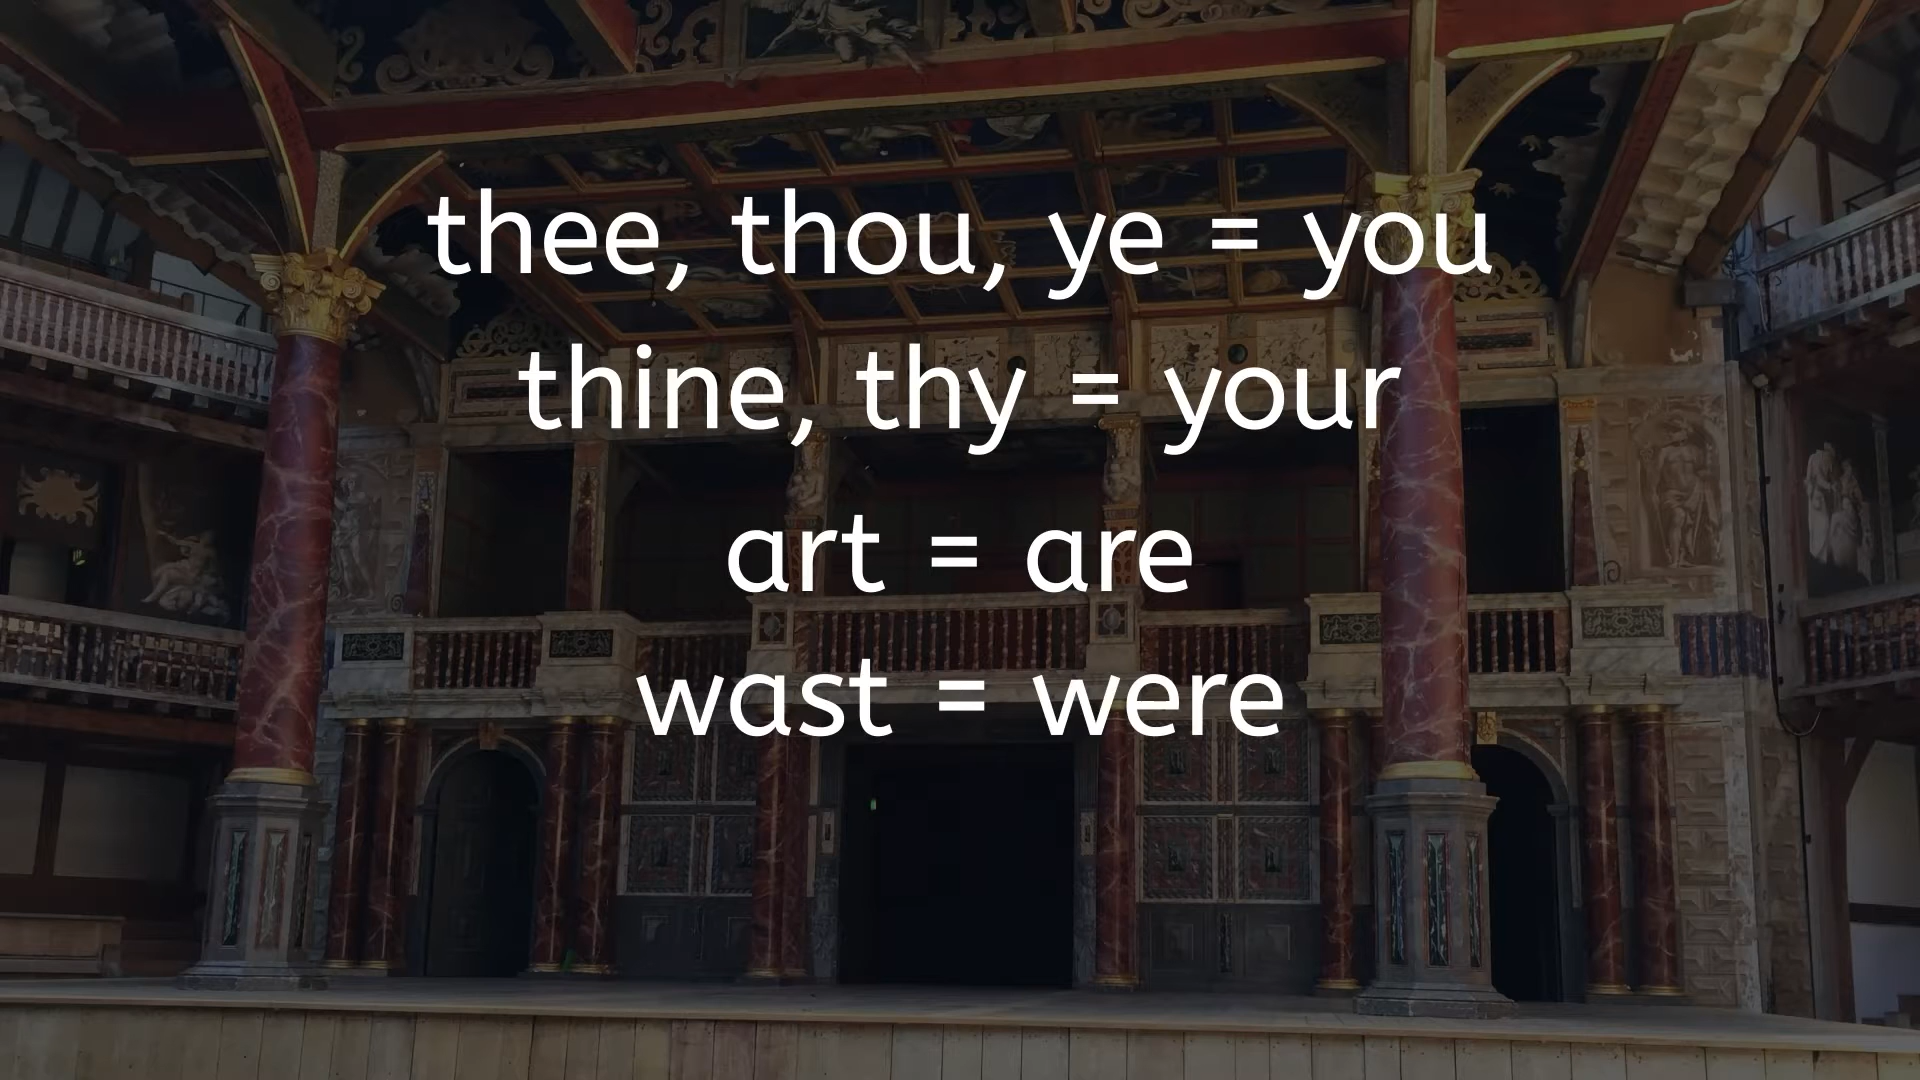 thee, thou, ye = you
thine, thy = your
art = are
wast = were